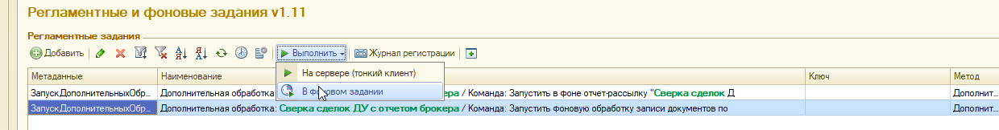 Регламентные и фоновые задания v1.11
Регламентные задания
Добавить Выполнить Журнал регистрации
На сервере (тонкий клиент)
В фоновом задании
Метаданные Наименование Ключ Метод
ЗапускДополнительныхОбр... Дополнительная обработка ера / Команда: Запустить в фоне отчет-рассылку "Сверка сделок Д Дополнит...
ЗапускДополнительныхОбр... Дополнительная обработка: Сверка сделок ДУ с отчетом брокера / Команда: Запустить фоновую обработку записи документов по Дополнит...